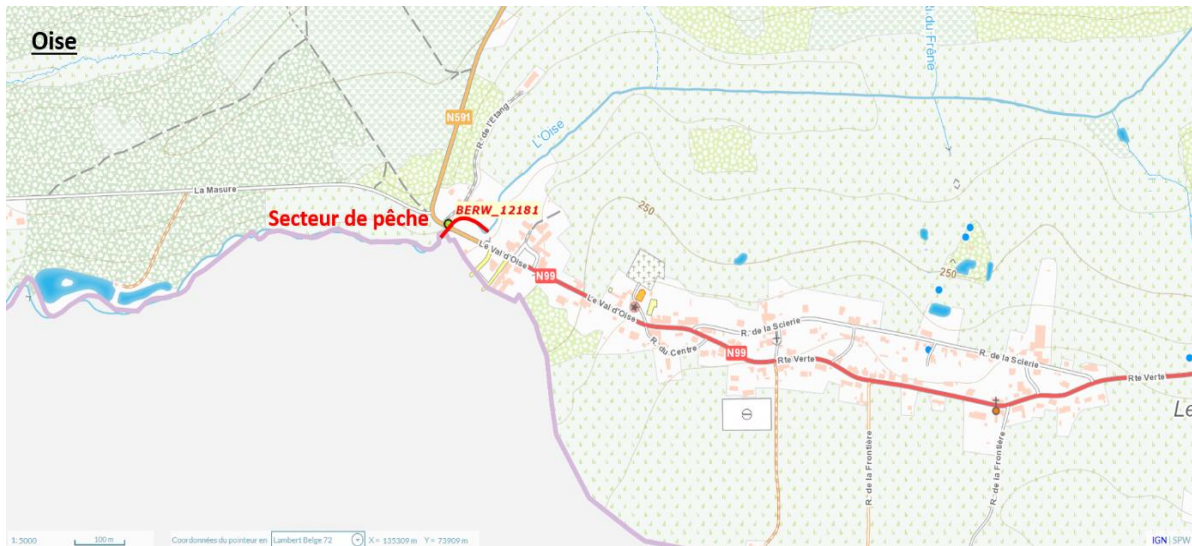 Oise
N591
R. de l'Etang
L'Oise
du Frêne
La Masure
Secteur de pêche
BERW_12181
250
Le Val d'Oise
N99
Le Val d'Oise
250
R. de la Scierie
R. du Centre
N99
Rte Verte
R. de la Scierie
Rte Verte
Le
R. de la Frontière
R. de la Frontière
1: 5000
100 m
Coordonnées du pointeur en Lambert Belge 72 X = 135309 m Y = 73909 m
IGN | SPW